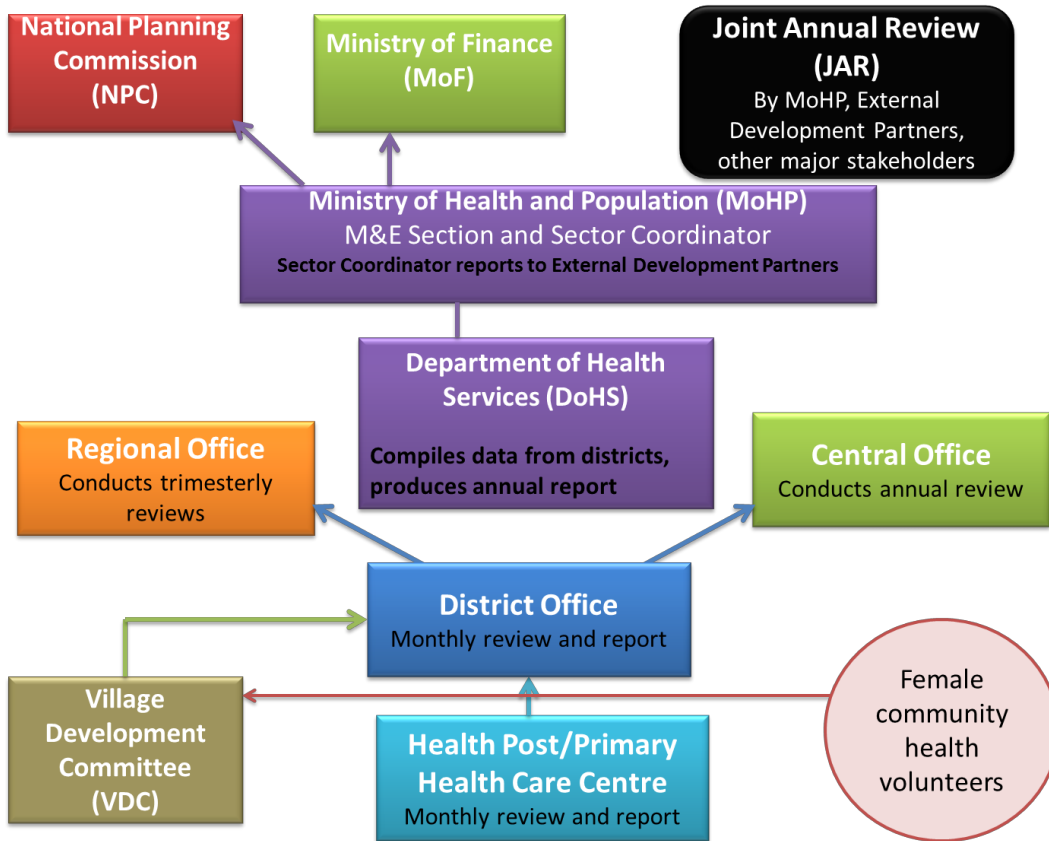 National Planning
Commission
(NPC)
Ministry of Finance
(MoF)
Joint Annual Review
(JAR)
By MoHP, External
Development Partners,
other major stakeholders
Ministry of Health and Population (MoHP)
M&E Section and Sector Coordinator
Sector Coordinator reports to External Development Partners
Department of Health
Services (DoHS)
Compiles data from districts,
produces annual report
Regional Office
Conducts trimesterly
reviews
Central Office
Conducts annual review
District Office
Monthly review and report
Village
Development
Committee
(VDC)
Health Post/Primary
Health Care Centre
Monthly review and report
Female
community
health
volunteers